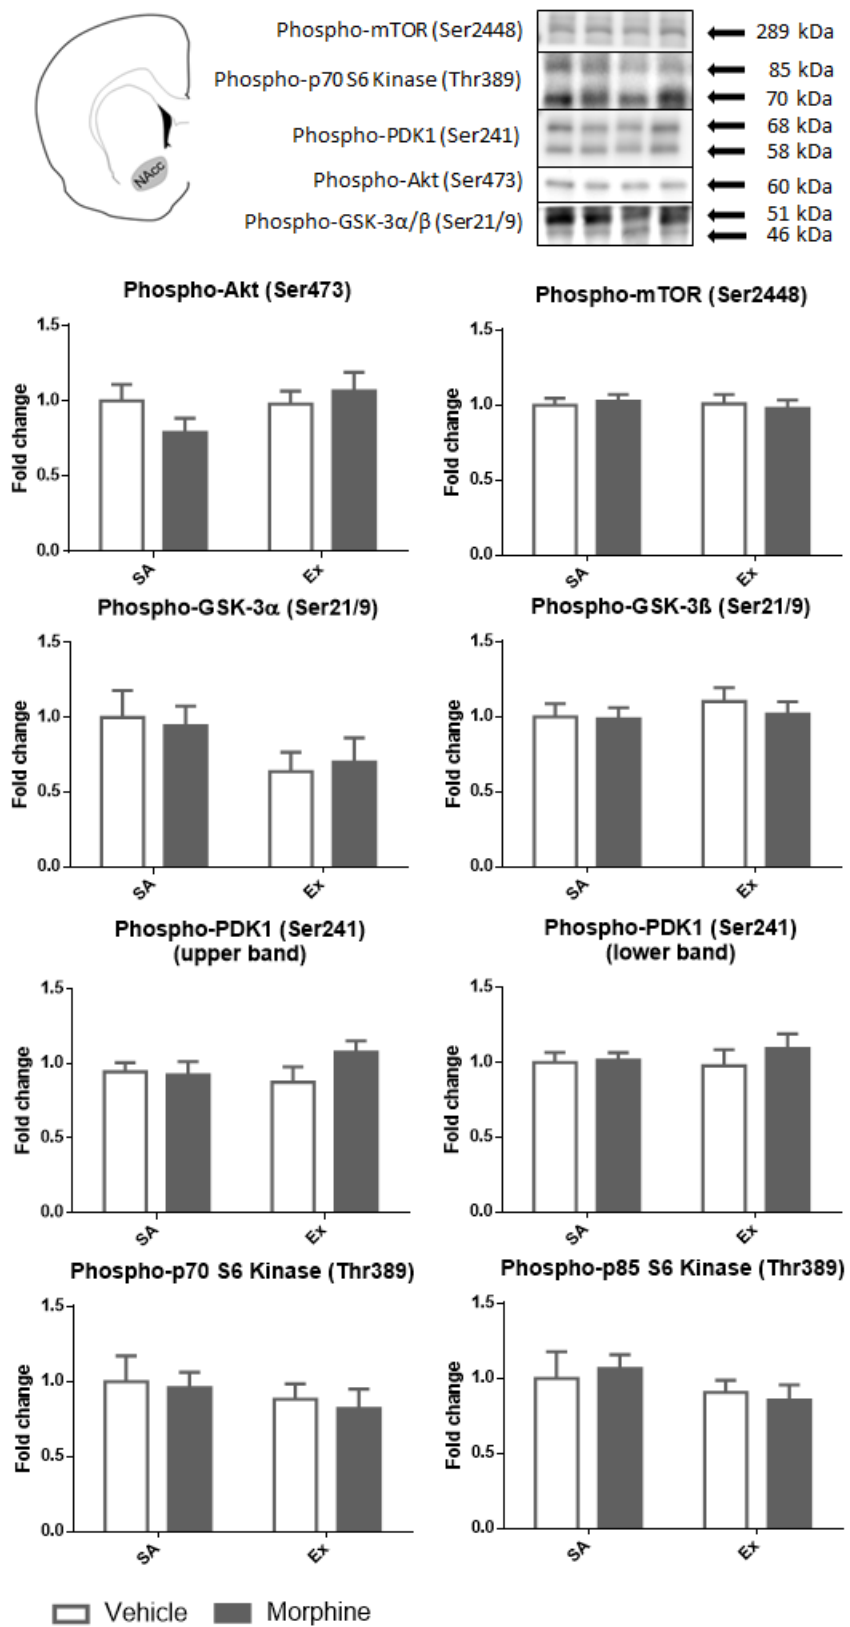 NAcc
Phospho-mTOR (Ser2448)
289 kDa
Phospho-p70 S6 Kinase (Thr389)
85 kDa
70 kDa
Phospho-PDK1 (Ser241)
68 kDa
58 kDa
Phospho-Akt (Ser473)
60 kDa
Phospho-GSK-3α/β (Ser21/9)
51 kDa
46 kDa
Phospho-Akt (Ser473)
Fold change
1.5
1.0
0.5
0.0
SA
Ex
Phospho-mTOR (Ser2448)
Fold change
1.5
1.0
0.5
0.0
SA
Ex
Phospho-GSK-3α (Ser21/9)
Fold change
1.5
1.0
0.5
0.0
SA
Ex
Phospho-GSK-3ß (Ser21/9)
Fold change
1.5
1.0
0.5
0.0
SA
Ex
Phospho-PDK1 (Ser241)
(upper band)
Fold change
1.5
1.0
0.5
0.0
SA
Ex
Phospho-PDK1 (Ser241)
(lower band)
Fold change
1.5
1.0
0.5
0.0
SA
Ex
Phospho-p70 S6 Kinase (Thr389)
Fold change
1.5
1.0
0.5
0.0
SA
Ex
Phospho-p85 S6 Kinase (Thr389)
Fold change
1.5
1.0
0.5
0.0
SA
Ex
Vehicle
Morphine